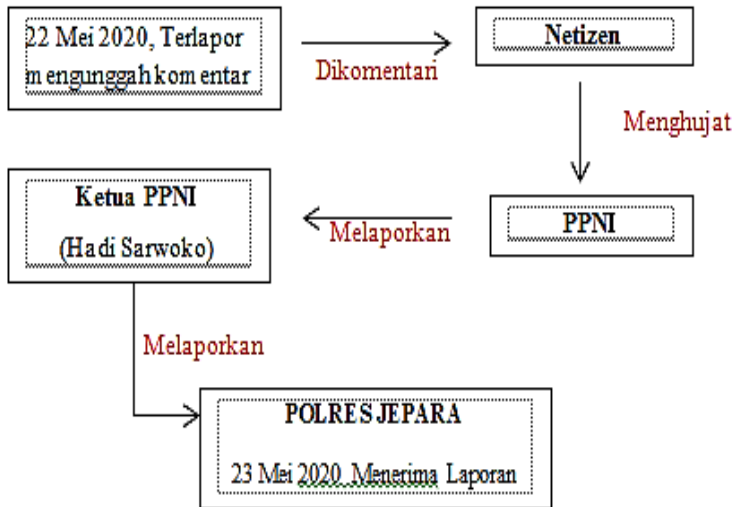 22 Mei 2020, Terlapor
mengunggah komentar
Dikomentari
Netizen
Menghujat
PPNI
Melaporkan
Ketua PPNI
(Hadi Sarwoko)
Melaporkan
POLRES JEPARA
23 Mei 2020 Menerima Laporan